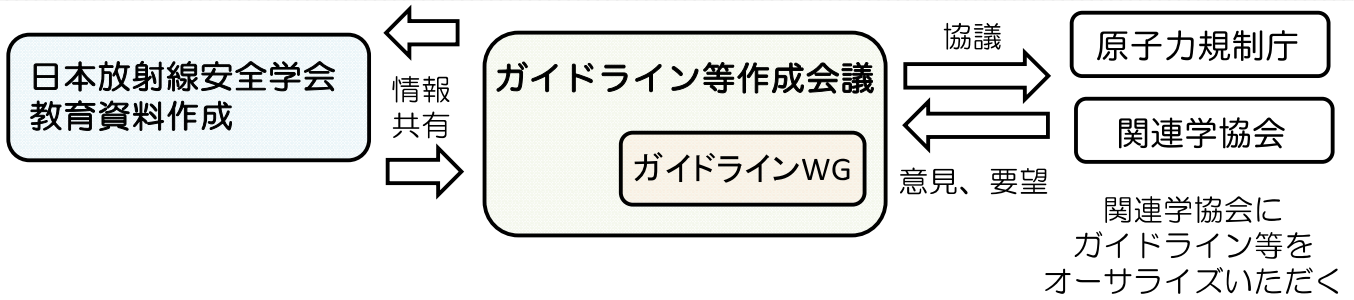 日本放射線安全学会
教育資料作成
情報
共有
ガイドライン等作成会議
ガイドラインWG
協議
意見、要望
原子力規制庁
関連学協会
関連学協会に
ガイドライン等を
オーサライズいただく